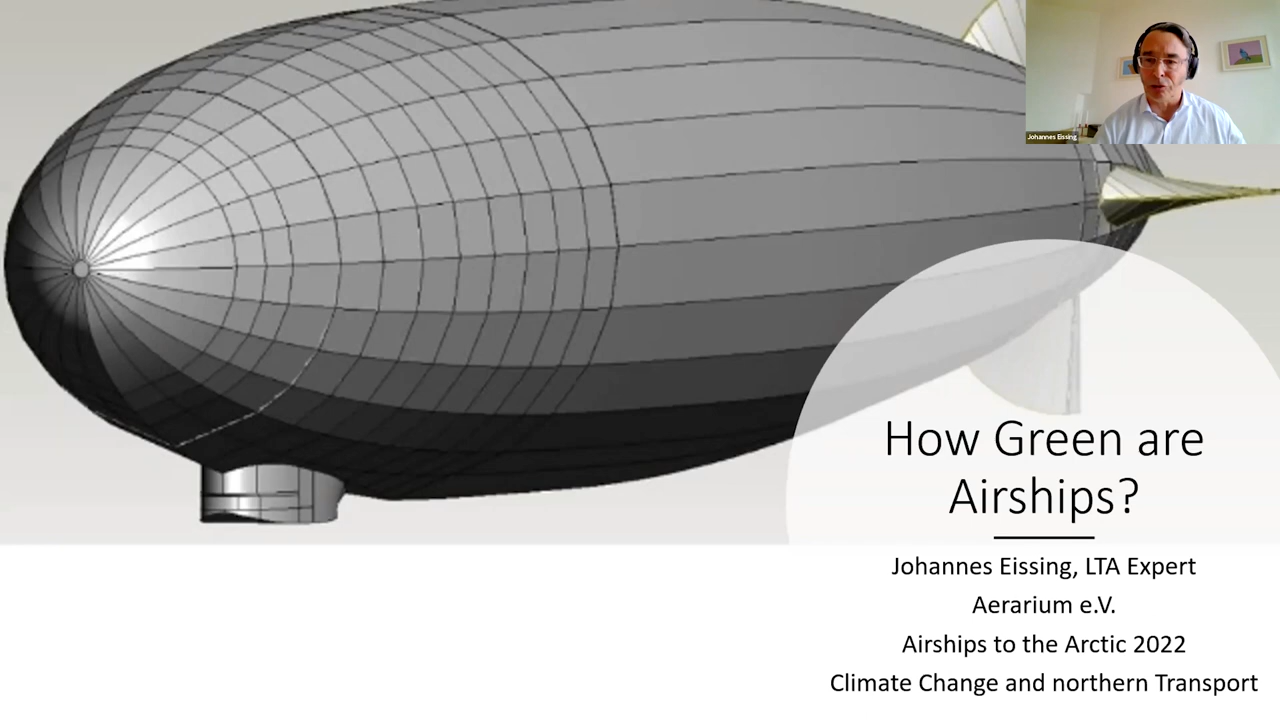 Johannes Eissing
How Green are
Airships?
Johannes Eissing, LTA Expert
Aerarium e.V.
Airships to the Arctic 2022
Climate Change and northern Transport